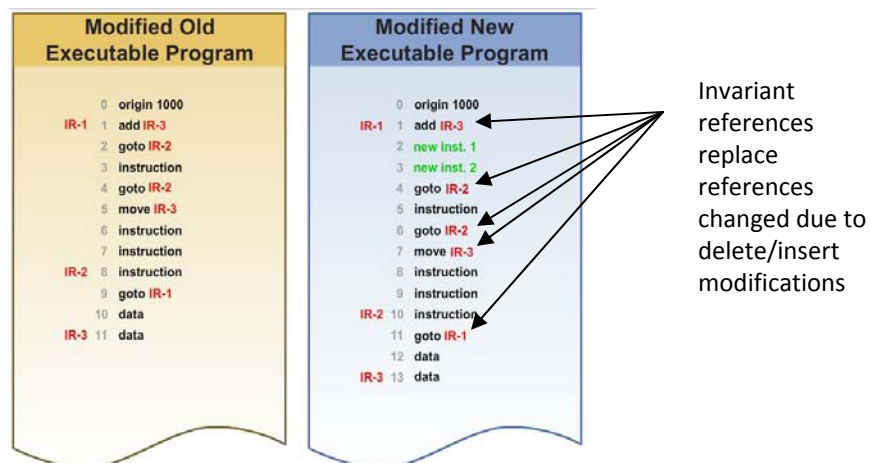 Modified Old
Executable Program
0 origin 1000
IR-1 1 add IR-3
2 goto IR-2
3 instruction
4 goto IR-2
5 move IR-3
6 instruction
7 instruction
IR-2 8 instruction
9 goto IR-1
10 data
IR-3 11 data
Modified New
Executable Program
0 origin 1000
IR-1 1 add IR-3
2 new inst. 1
3 new inst. 2
4 goto IR-2
5 instruction
6 goto IR-2
7 move IR-3
8 instruction
9 instruction
IR-2 10 instruction
11 goto IR-1
12 data
IR-3 13 data
Invariant
references
replace
references
changed due to
delete/insert
modifications